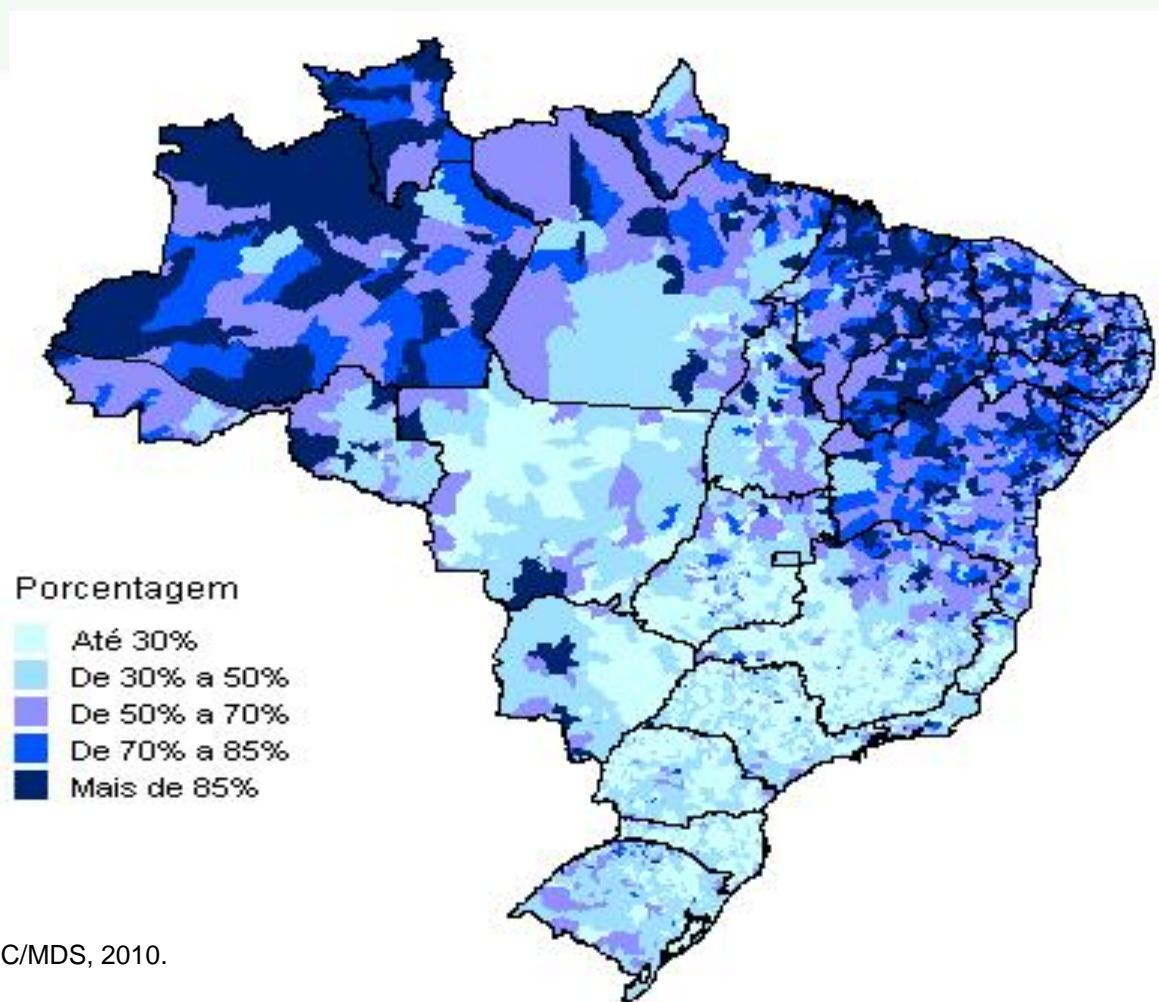 Porcentagem
Até 30%
De 30% a 50%
De 50% a 70%
De 70% a 85%
Mais de 85%
C/MDS, 2010.